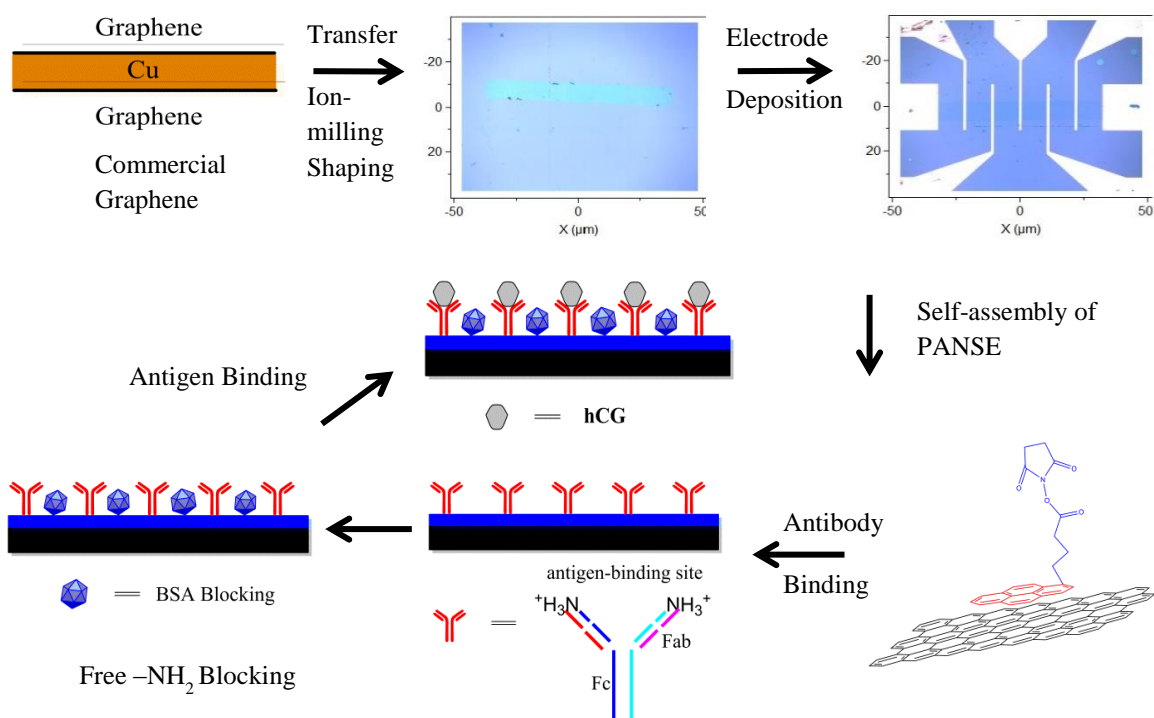 Graphene
Cu
Graphene
Commercial
Graphene
Transfer
Ion-
milling
Shaping
-20
0
20
-50
0
50
X (µm)
Electrode
Deposition
-20
0
20
-50
0
50
X (µm)
Self-assembly of
PANSE
O
N
O
O
O
Antibody
Binding
antigen-binding site
+H3N
NH3+
Fab
Fc
BSA Blocking
Free –NH2 Blocking
Antigen Binding
hCG